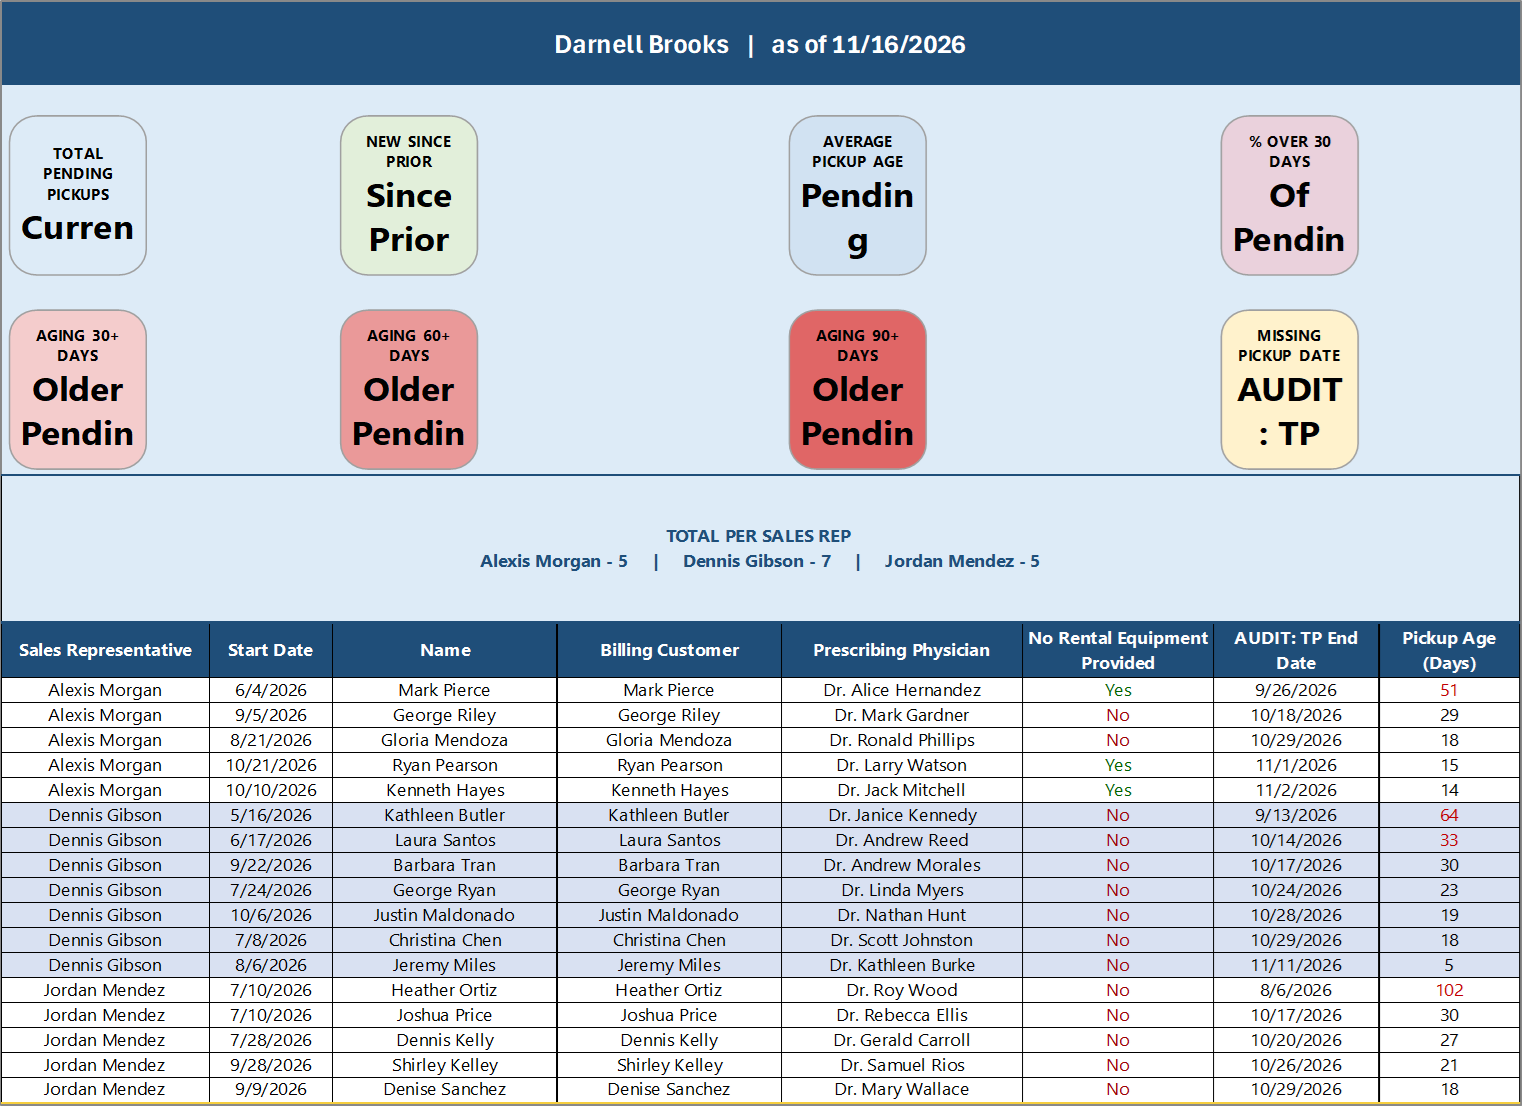 Darnell Brooks | as of 11/16/2026
TOTAL
PENDING
PICKUPS
Curren
NEW SINCE
PRIOR
Since
Prior
AVERAGE
PICKUP AGE
Pendin
g
% OVER 30
DAYS
Of
Pendin
AGING 30+
DAYS
Older
Pendin
AGING 60+
DAYS
Older
Pendin
AGING 90+
DAYS
Older
Pendin
MISSING
PICKUP DATE
AUDIT
: TP
TOTAL PER SALES REP
Alexis Morgan - 5 | Dennis Gibson - 7 | Jordan Mendez - 5
Sales Representative Start Date Name Billing Customer Prescribing Physician No Rental Equipment Provided AUDIT: TP End Date Pickup Age (Days)
Alexis Morgan 6/4/2026 Mark Pierce Mark Pierce Dr. Alice Hernandez Yes 9/26/2026 51
Alexis Morgan 9/5/2026 George Riley George Riley Dr. Mark Gardner No 10/18/2026 29
Alexis Morgan 8/21/2026 Gloria Mendoza Gloria Mendoza Dr. Ronald Phillips No 10/29/2026 18
Alexis Morgan 10/21/2026 Ryan Pearson Ryan Pearson Dr. Larry Watson Yes 11/1/2026 15
Alexis Morgan 10/10/2026 Kenneth Hayes Kenneth Hayes Dr. Jack Mitchell Yes 11/2/2026 14
Dennis Gibson 5/16/2026 Kathleen Butler Kathleen Butler Dr. Janice Kennedy No 9/13/2026 64
Dennis Gibson 6/17/2026 Laura Santos Laura Santos Dr. Andrew Reed No 10/14/2026 33
Dennis Gibson 9/22/2026 Barbara Tran Barbara Tran Dr. Andrew Morales No 10/17/2026 30
Dennis Gibson 7/24/2026 George Ryan George Ryan Dr. Linda Myers No 10/24/2026 23
Dennis Gibson 10/6/2026 Justin Maldonado Justin Maldonado Dr. Nathan Hunt No 10/28/2026 19
Dennis Gibson 7/8/2026 Christina Chen Christina Chen Dr. Scott Johnston No 10/29/2026 18
Dennis Gibson 8/6/2026 Jeremy Miles Jeremy Miles Dr. Kathleen Burke No 11/11/2026 5
Jordan Mendez 7/10/2026 Heather Ortiz Heather Ortiz Dr. Roy Wood No 8/6/2026 102
Jordan Mendez 7/10/2026 Joshua Price Joshua Price Dr. Rebecca Ellis No 10/17/2026 30
Jordan Mendez 7/28/2026 Dennis Kelly Dennis Kelly Dr. Gerald Carroll No 10/20/2026 27
Jordan Mendez 9/28/2026 Shirley Kelley Shirley Kelley Dr. Samuel Rios No 10/26/2026 21
Jordan Mendez 9/9/2026 Denise Sanchez Denise Sanchez Dr. Mary Wallace No 10/29/2026 18